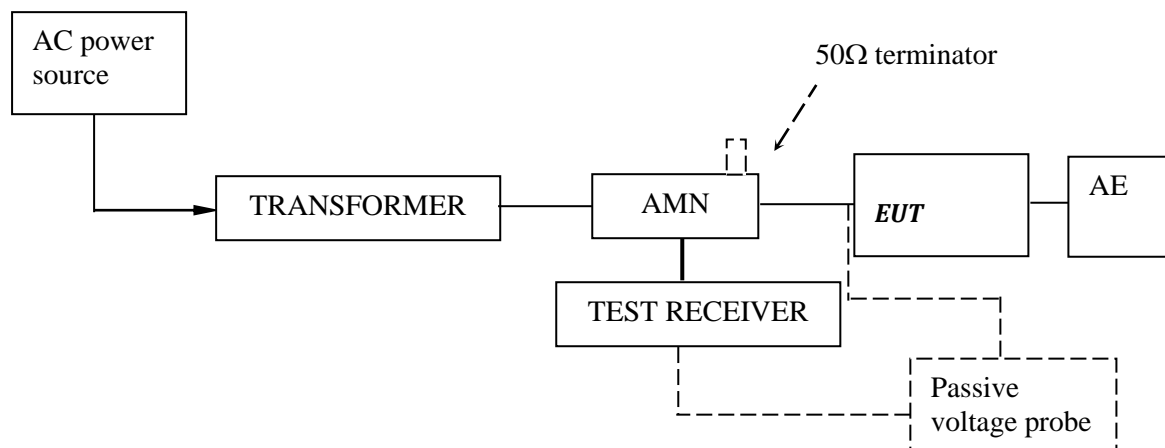 AC power
source
50Ω terminator
TRANSFORMER
AMN
EUT
AE
TEST RECEIVER
Passive
voltage probe